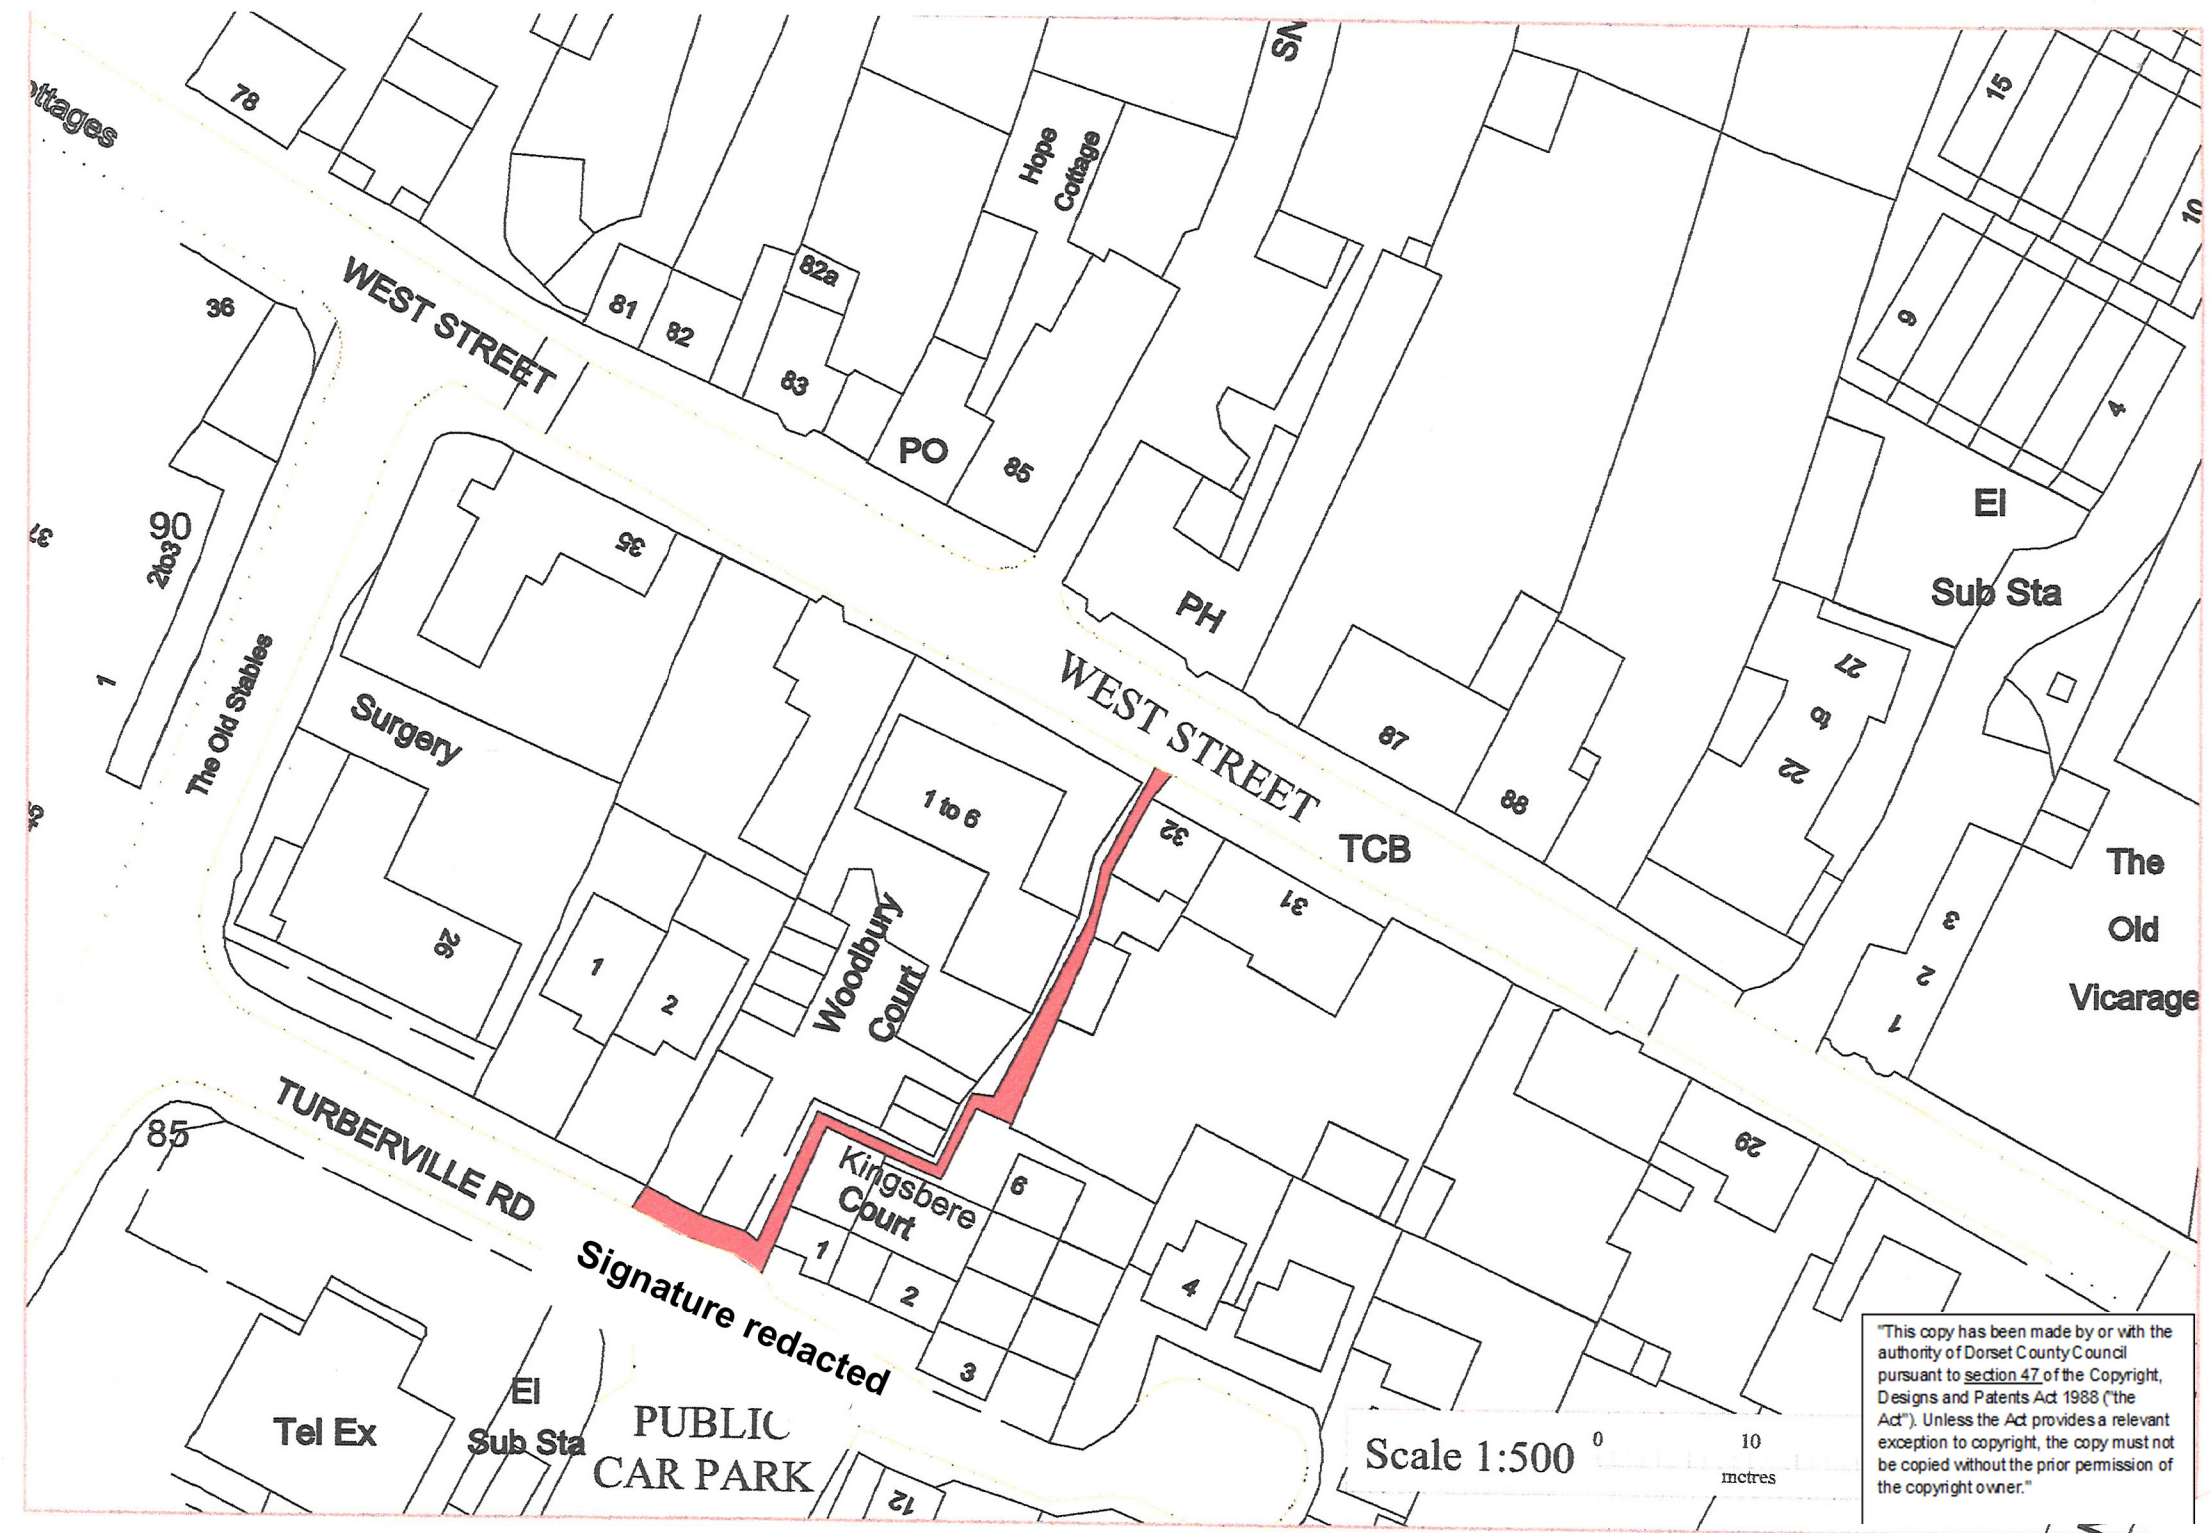 SN
15
ottages
78
Hope
Cottage
10
82a
WEST STREET
36
81
82
9
83
4
PO
85
El
90
2to3
37
35
Sub Sta
PH
The Old Stables
1
Surgery
WEST STREET
27
to
22
87
88
1 to 6
32
TCB
31
The
Old
Vicarage
3
2
1
26
1
2
Woodbury
Court
TURBERVILLE RD
85
29
Kingsbere
Court
6
1
2
3
4
Signature redacted
Tel Ex
El
Sub Sta
PUBLIC
CAR PARK
12
Scale 1:500
0
10
metres
"This copy has been made by or with the
authority of Dorset County Council
pursuant to section 47 of the Copyright,
Designs and Patents Act 1988 ("the
Act"). Unless the Act provides a relevant
exception to copyright, the copy must not
be copied without the prior permission of
the copyright owner."